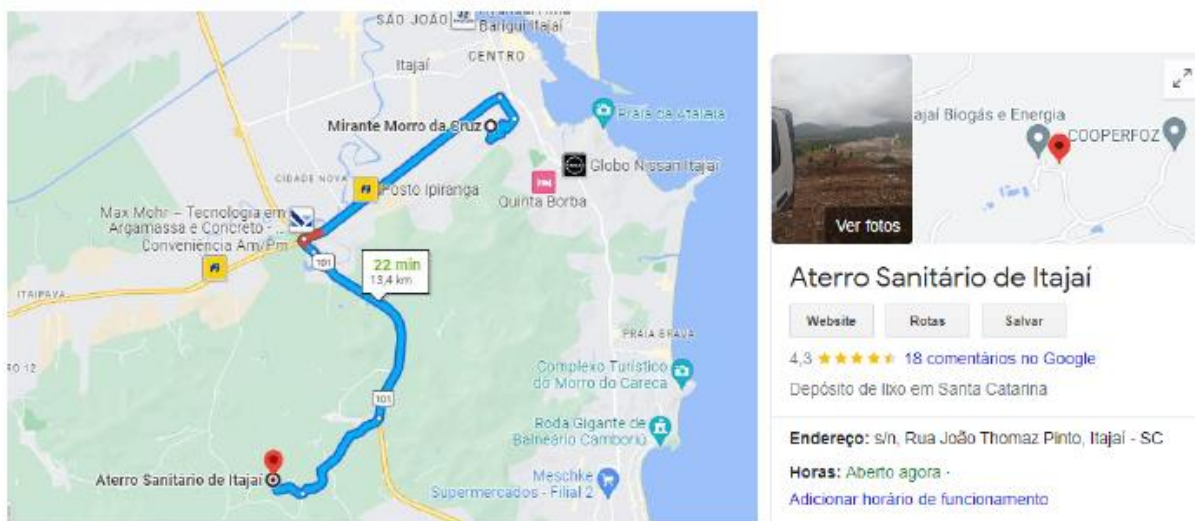 SÃO JOÃO
Barigui Itajaí
CENTRO
Itajaí
Mirante Morro da Cruz
Praia da Atalaia
Globo Nissan Itajaí
CIDADE NOVA
Posto Ipiranga
Quinta Borba
Max Mohr – Tecnologia em
Argamassa e Concreto - ...
Conveniência Am/Pm
101
22 min
13,4 km
ITAIPAVA
PRAIA BRAVA
RO 12
Complexo Turístico
do Morro do Careca
101
Roda Gigante de
Balneário Camboriú
Aterro Sanitário de Itajaí
Meschke
Supermercados - Filial 2
ajaí Biogás e Energia
COOPERFOZ
Ver fotos
Aterro Sanitário de Itajaí
Website
Rotas
Salvar
4,3
18 comentários no Google
Depósito de lixo em Santa Catarina
Endereço: s/n, Rua João Thomaz Pinto, Itajaí - SC
Horas: Aberto agora ·
Adicionar horário de funcionamento